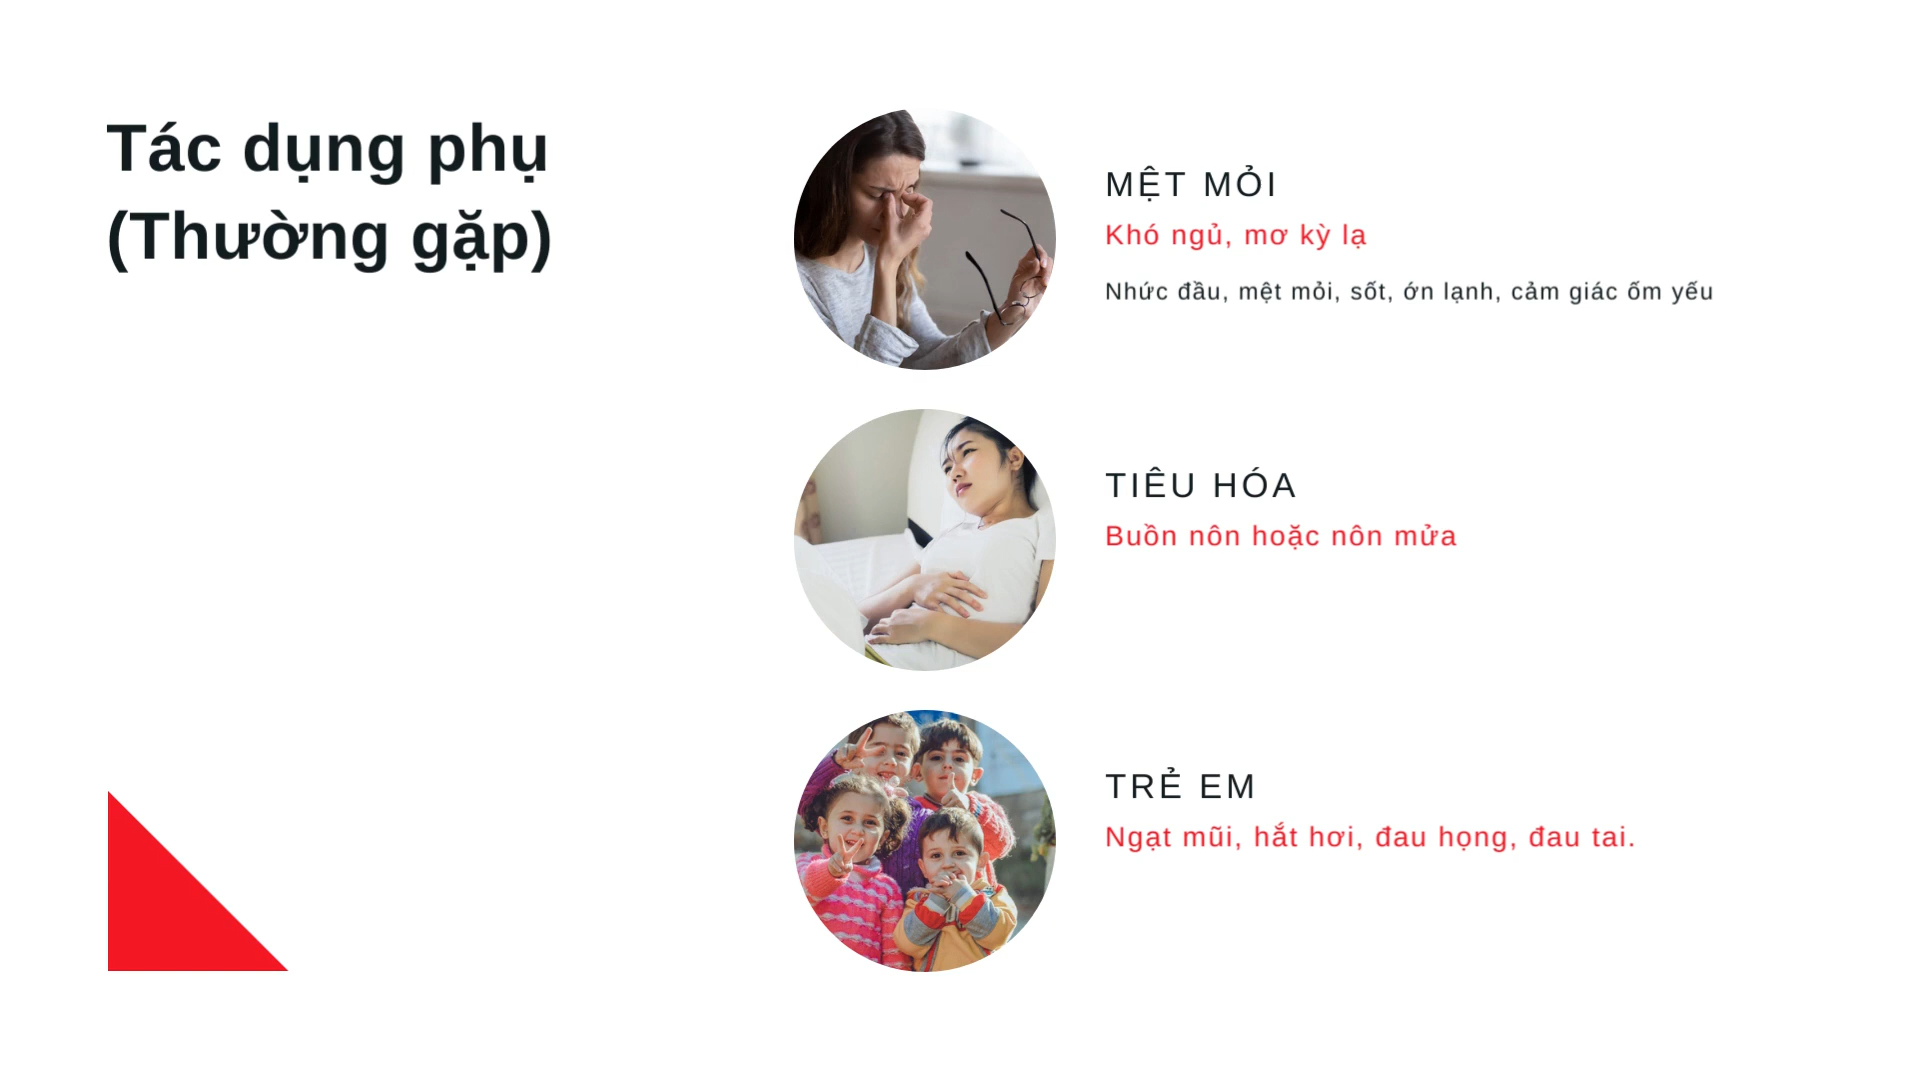 Tác dụng phụ
(Thường gặp)
MỆT MỎI
Khó ngủ, mơ kỳ lạ
Nhức đầu, mệt mỏi, sốt, ớn lạnh, cảm giác ốm yếu
TIÊU HÓA
Buồn nôn hoặc nôn mửa
TRẺ EM
Ngạt mũi, hắt hơi, đau họng, đau tai.